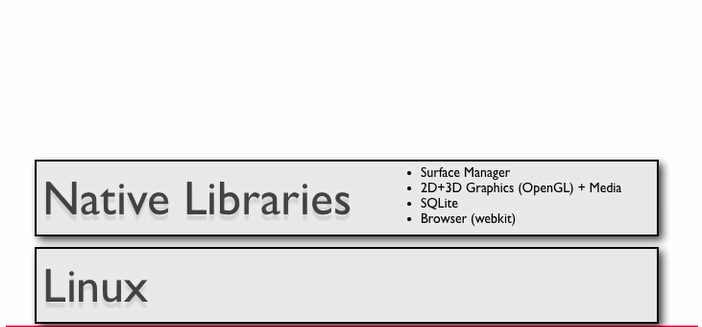 Native Libraries
• Surface Manager
• 2D+3D Graphics (OpenGL) + Media
• SQLite
• Browser (webkit)
Linux